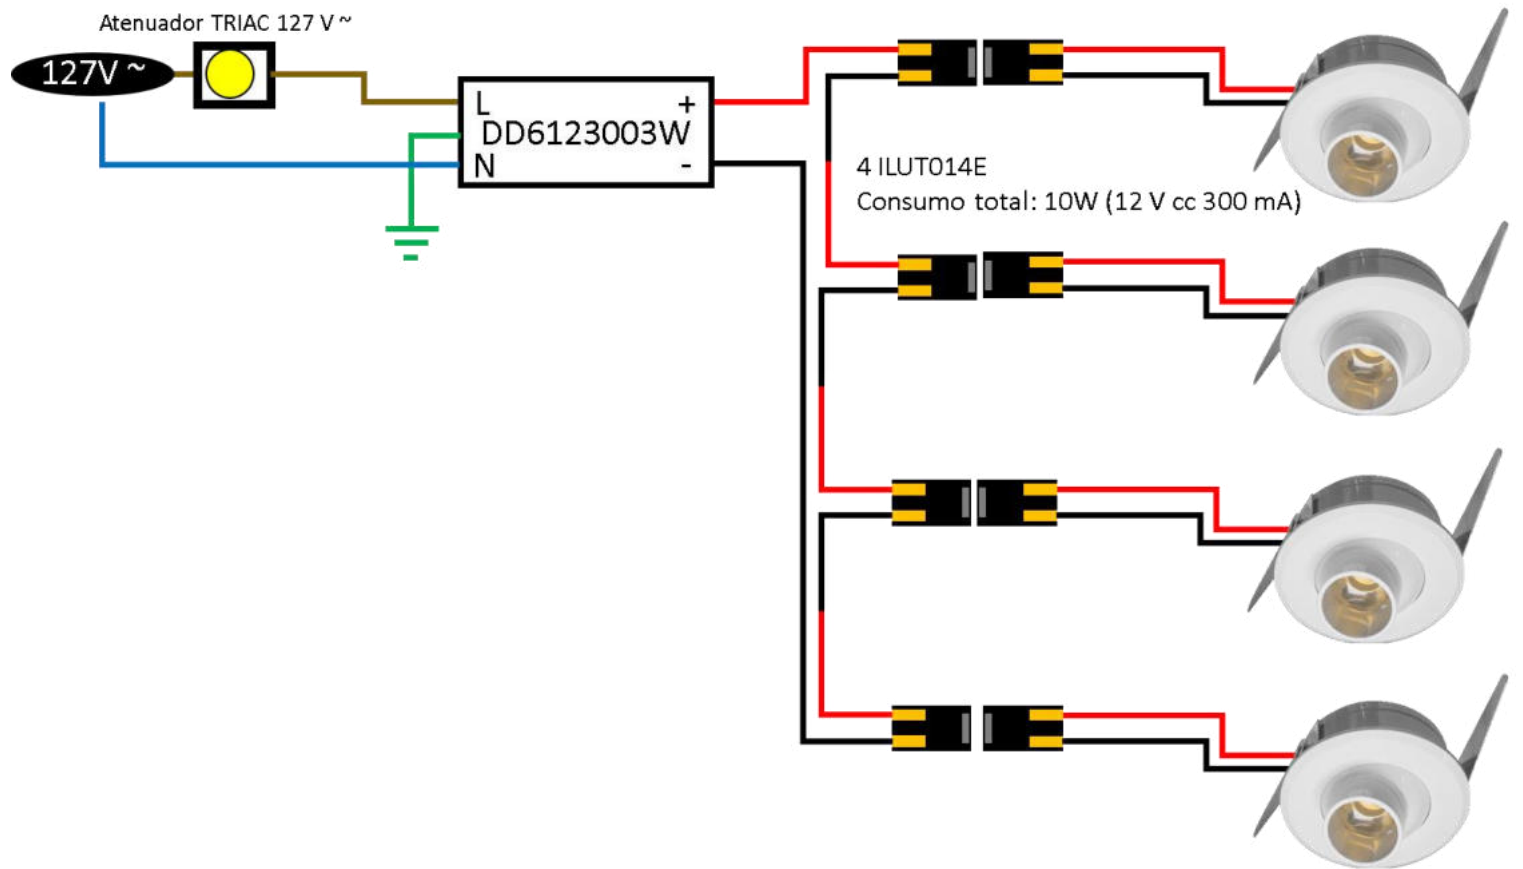 Atenuador TRIAC 127 V ~
127V ~
L +
DD6123003W
N -
4 ILUT014E
Consumo total: 10W (12 V cc 300 mA)